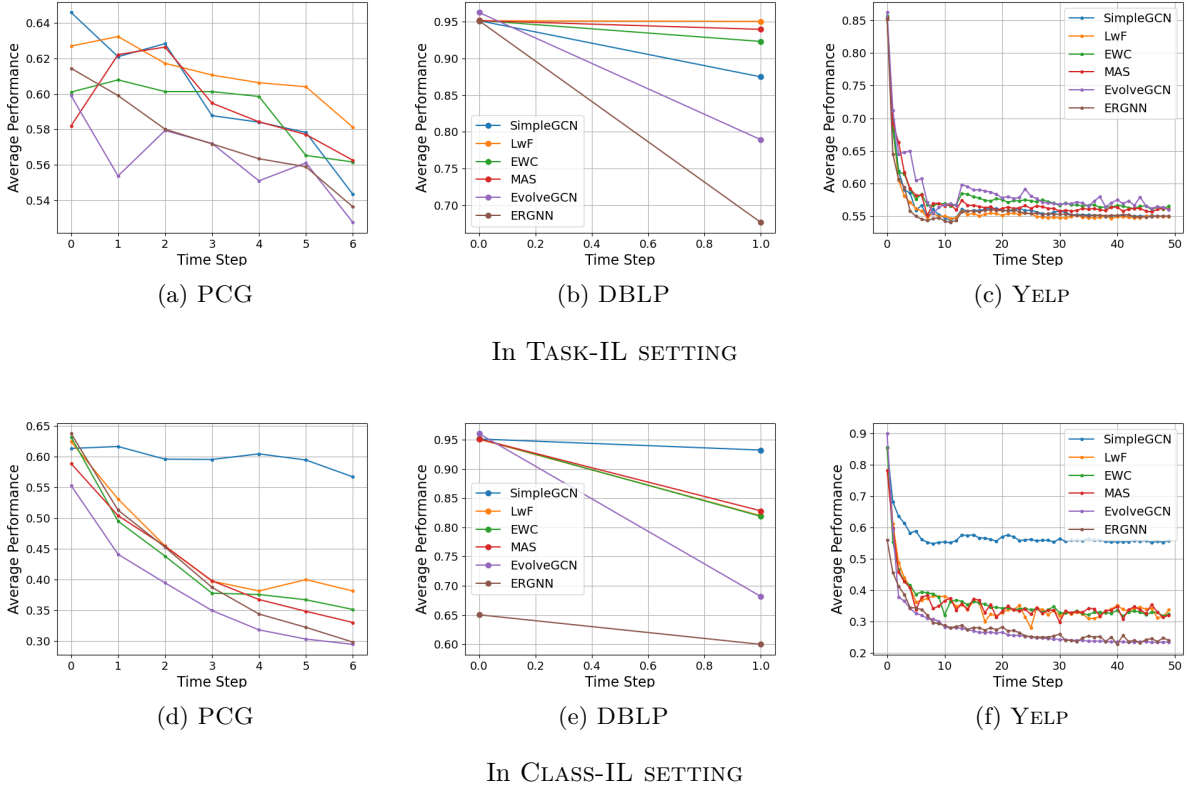 0.64
0.62
0.60
0.58
0.56
0.54
Average Performance
0 1 2 3 4 5 6
Time Step
(a) PCG
0.95
0.90
0.85
0.80
0.75
0.70
Average Performance
SimpleGCN
LwF
EWC
MAS
EvolveGCN
ERGNN
0.0 0.2 0.4 0.6 0.8 1.0
Time Step
(b) DBLP
0.85
0.80
0.75
0.70
0.65
0.60
0.55
Average Performance
SimpleGCN
LwF
EWC
MAS
EvolveGCN
ERGNN
0 10 20 30 40 50
Time Step
(c) YELP
In TASK-IL SETTING
0.65
0.60
0.55
0.50
0.45
0.40
0.35
0.30
Average Performance
0 1 2 3 4 5 6
Time Step
(d) PCG
0.95
0.90
0.85
0.80
0.75
0.70
0.65
0.60
Average Performance
SimpleGCN
LwF
EWC
MAS
EvolveGCN
ERGNN
0.0 0.2 0.4 0.6 0.8 1.0
Time Step
(e) DBLP
0.9
0.8
0.7
0.6
0.5
0.4
0.3
0.2
Average Performance
SimpleGCN
LwF
EWC
MAS
EvolveGCN
ERGNN
0 10 20 30 40 50
Time Step
(f) YELP
In CLASS-IL SETTING